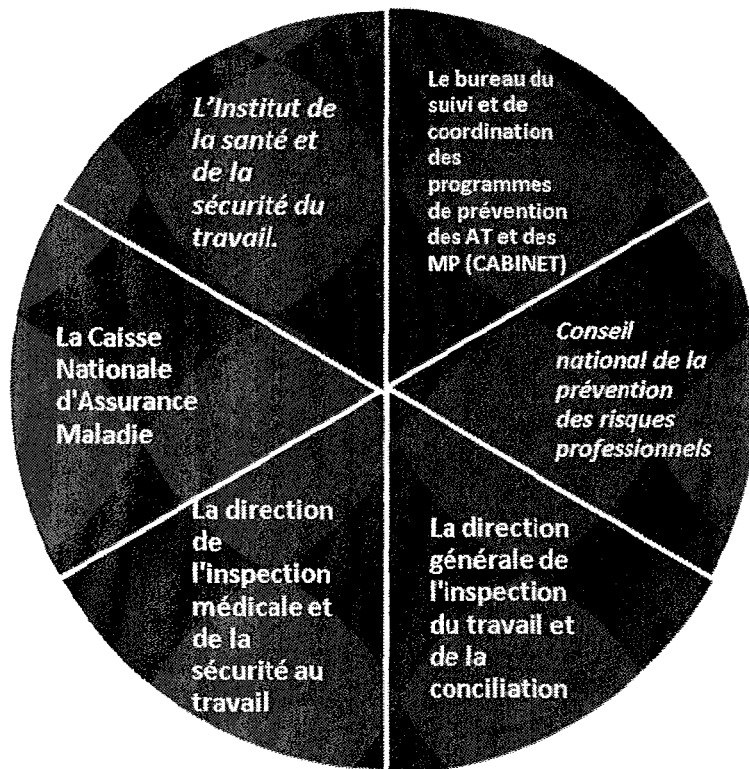 L'Institut de
la santé et
de la
sécurité du
travail.
Le bureau du
suivi et de
coordination
des
programmes
de prévention
des AT et des
MP (CABINET)
Conseil
national de la
prévention
des risques
professionnels
La direction
générale de
l'inspection
du travail et
de la
conciliation
La direction
de
l'inspection
médicale et
de la
sécurité au
travail
La Caisse
Nationale
d'Assurance
Maladie